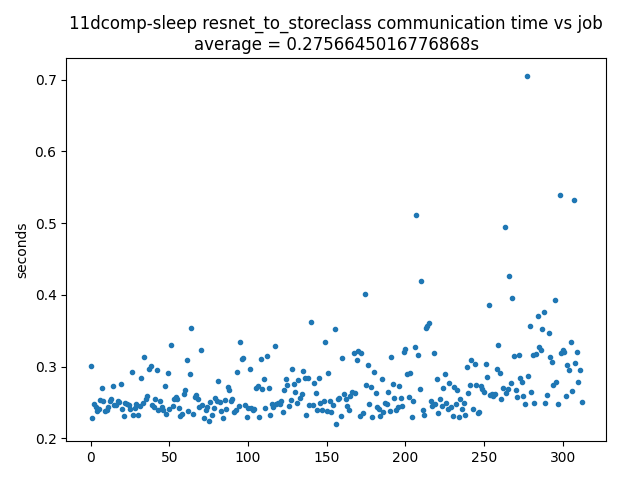 11dcomp-sleep resnet_to_storeclass communication time vs job
average = 0.2756645016776868s
0.7
0.6
0.5
0.4
0.3
0.2
seconds
0 50 100 150 200 250 300